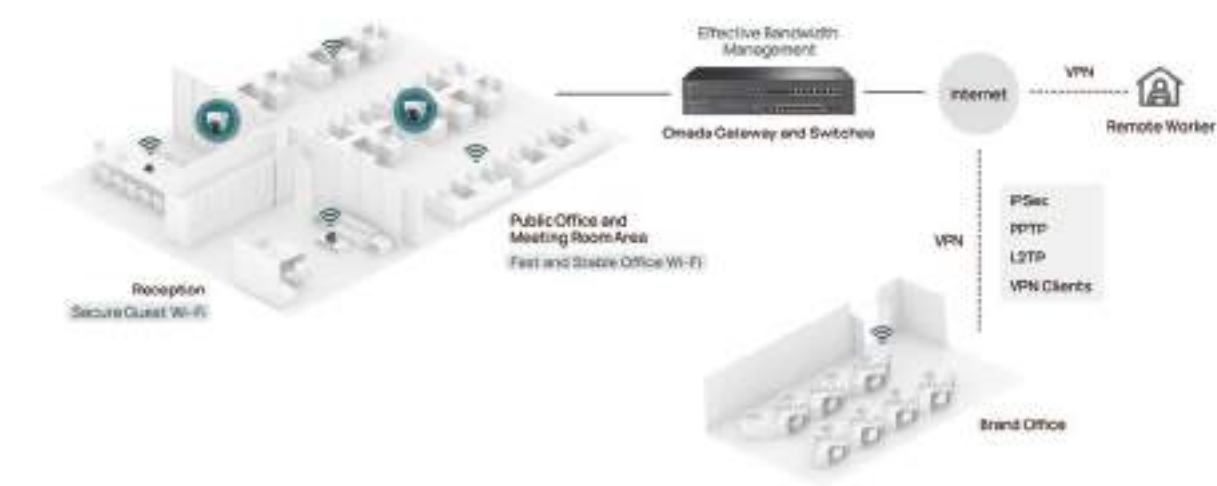 Effective Bandwidth
Management
Omada Gateway and Switches
Internet
VPN
Remote Worker
VPN
IPSec
PPTP
L2TP
VPN Clients
Public Office and
Meeting Room Area
Fast and Stable Office Wi-Fi
Reception
Secure Guest Wi-Fi
Brand Office